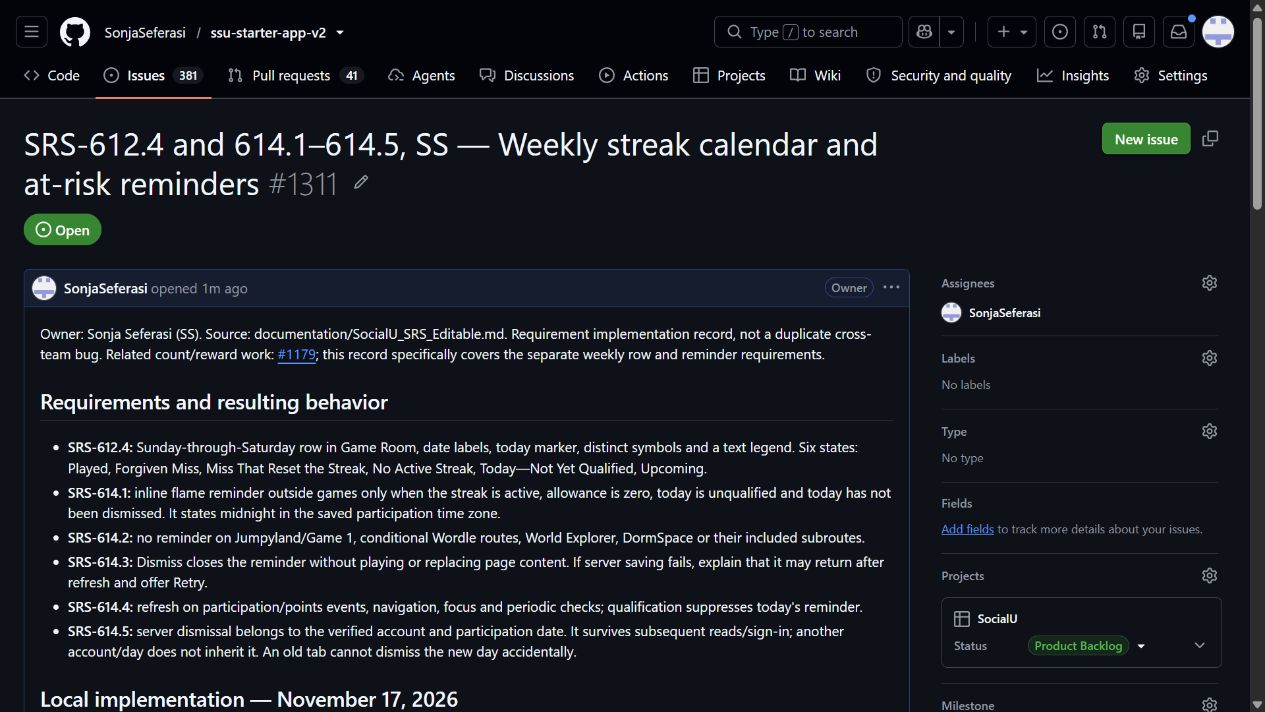 SonjaSeferasi / ssu-starter-app-v2
Type / to search
Code
Issues 381
Pull requests 41
Agents
Discussions
Actions
Projects
Wiki
Security and quality
Insights
Settings
SRS-612.4 and 614.1–614.5, SS — Weekly streak calendar and
at-risk reminders #1311
New issue
Open
SonjaSeferasi opened 1m ago
Owner
Owner: Sonja Seferasi (SS). Source: documentation/SocialU_SRS_Editable.md. Requirement implementation record, not a duplicate cross-
team bug. Related count/reward work: #1179; this record specifically covers the separate weekly row and reminder requirements.
Requirements and resulting behavior
• SRS-612.4: Sunday-through-Saturday row in Game Room, date labels, today marker, distinct symbols and a text legend. Six states:
Played, Forgiven Miss, Miss That Reset the Streak, No Active Streak, Today—Not Yet Qualified, Upcoming.
• SRS-614.1: inline flame reminder outside games only when the streak is active, allowance is zero, today is unqualified and today has not
been dismissed. It states midnight in the saved participation time zone.
• SRS-614.2: no reminder on Jumpyland/Game 1, conditional Wordle routes, World Explorer, DormSpace or their included subroutes.
• SRS-614.3: Dismiss closes the reminder without playing or replacing page content. If server saving fails, explain that it may return after
refresh and offer Retry.
• SRS-614.4: refresh on participation/points events, navigation, focus and periodic checks; qualification suppresses today's reminder.
• SRS-614.5: server dismissal belongs to the verified account and participation date. It survives subsequent reads/sign-in; another
account/day does not inherit it. An old tab cannot dismiss the new day accidentally.
Local implementation — November 17, 2026
Assignees
SonjaSeferasi
Labels
No labels
Type
No type
Fields
Add fields to track more details about your issues.
Projects
SocialU
Status Product Backlog
Milestone